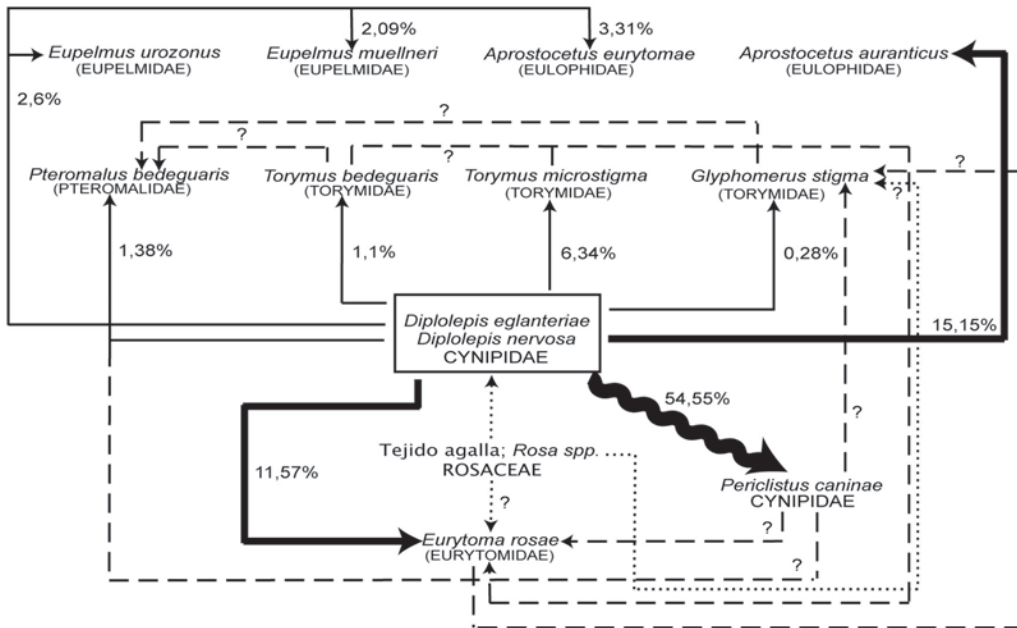 2,09%
3,31%
Eupelmus urozonus
(EUPELMIDAE)
Eupelmus muellneri
(EUPELMIDAE)
Aprostocetus eurytomae
(EULOPHIDAE)
Aprostocetus auranticus
(EULOPHIDAE)
2,6%
?
?
?
?
Pteromalus bedeguaris
(PTEROMALIDAE)
Torymus bedeguaris
(TORYMIDAE)
Torymus microstigma
(TORYMIDAE)
Glyphomerus stigma
(TORYMIDAE)
?
1,38%
1,1%
6,34%
0,28%
Diplolepis eglanteriae
Diplolepis nervosa
CYNIPIDAE
15,15%
54,55%
?
Tejido agalla; Rosa spp.
ROSACEAE
11,57%
Periclistus caninae
CYNIPIDAE
?
?
Eurytoma rosae
(EURYTOMIDAE)
?